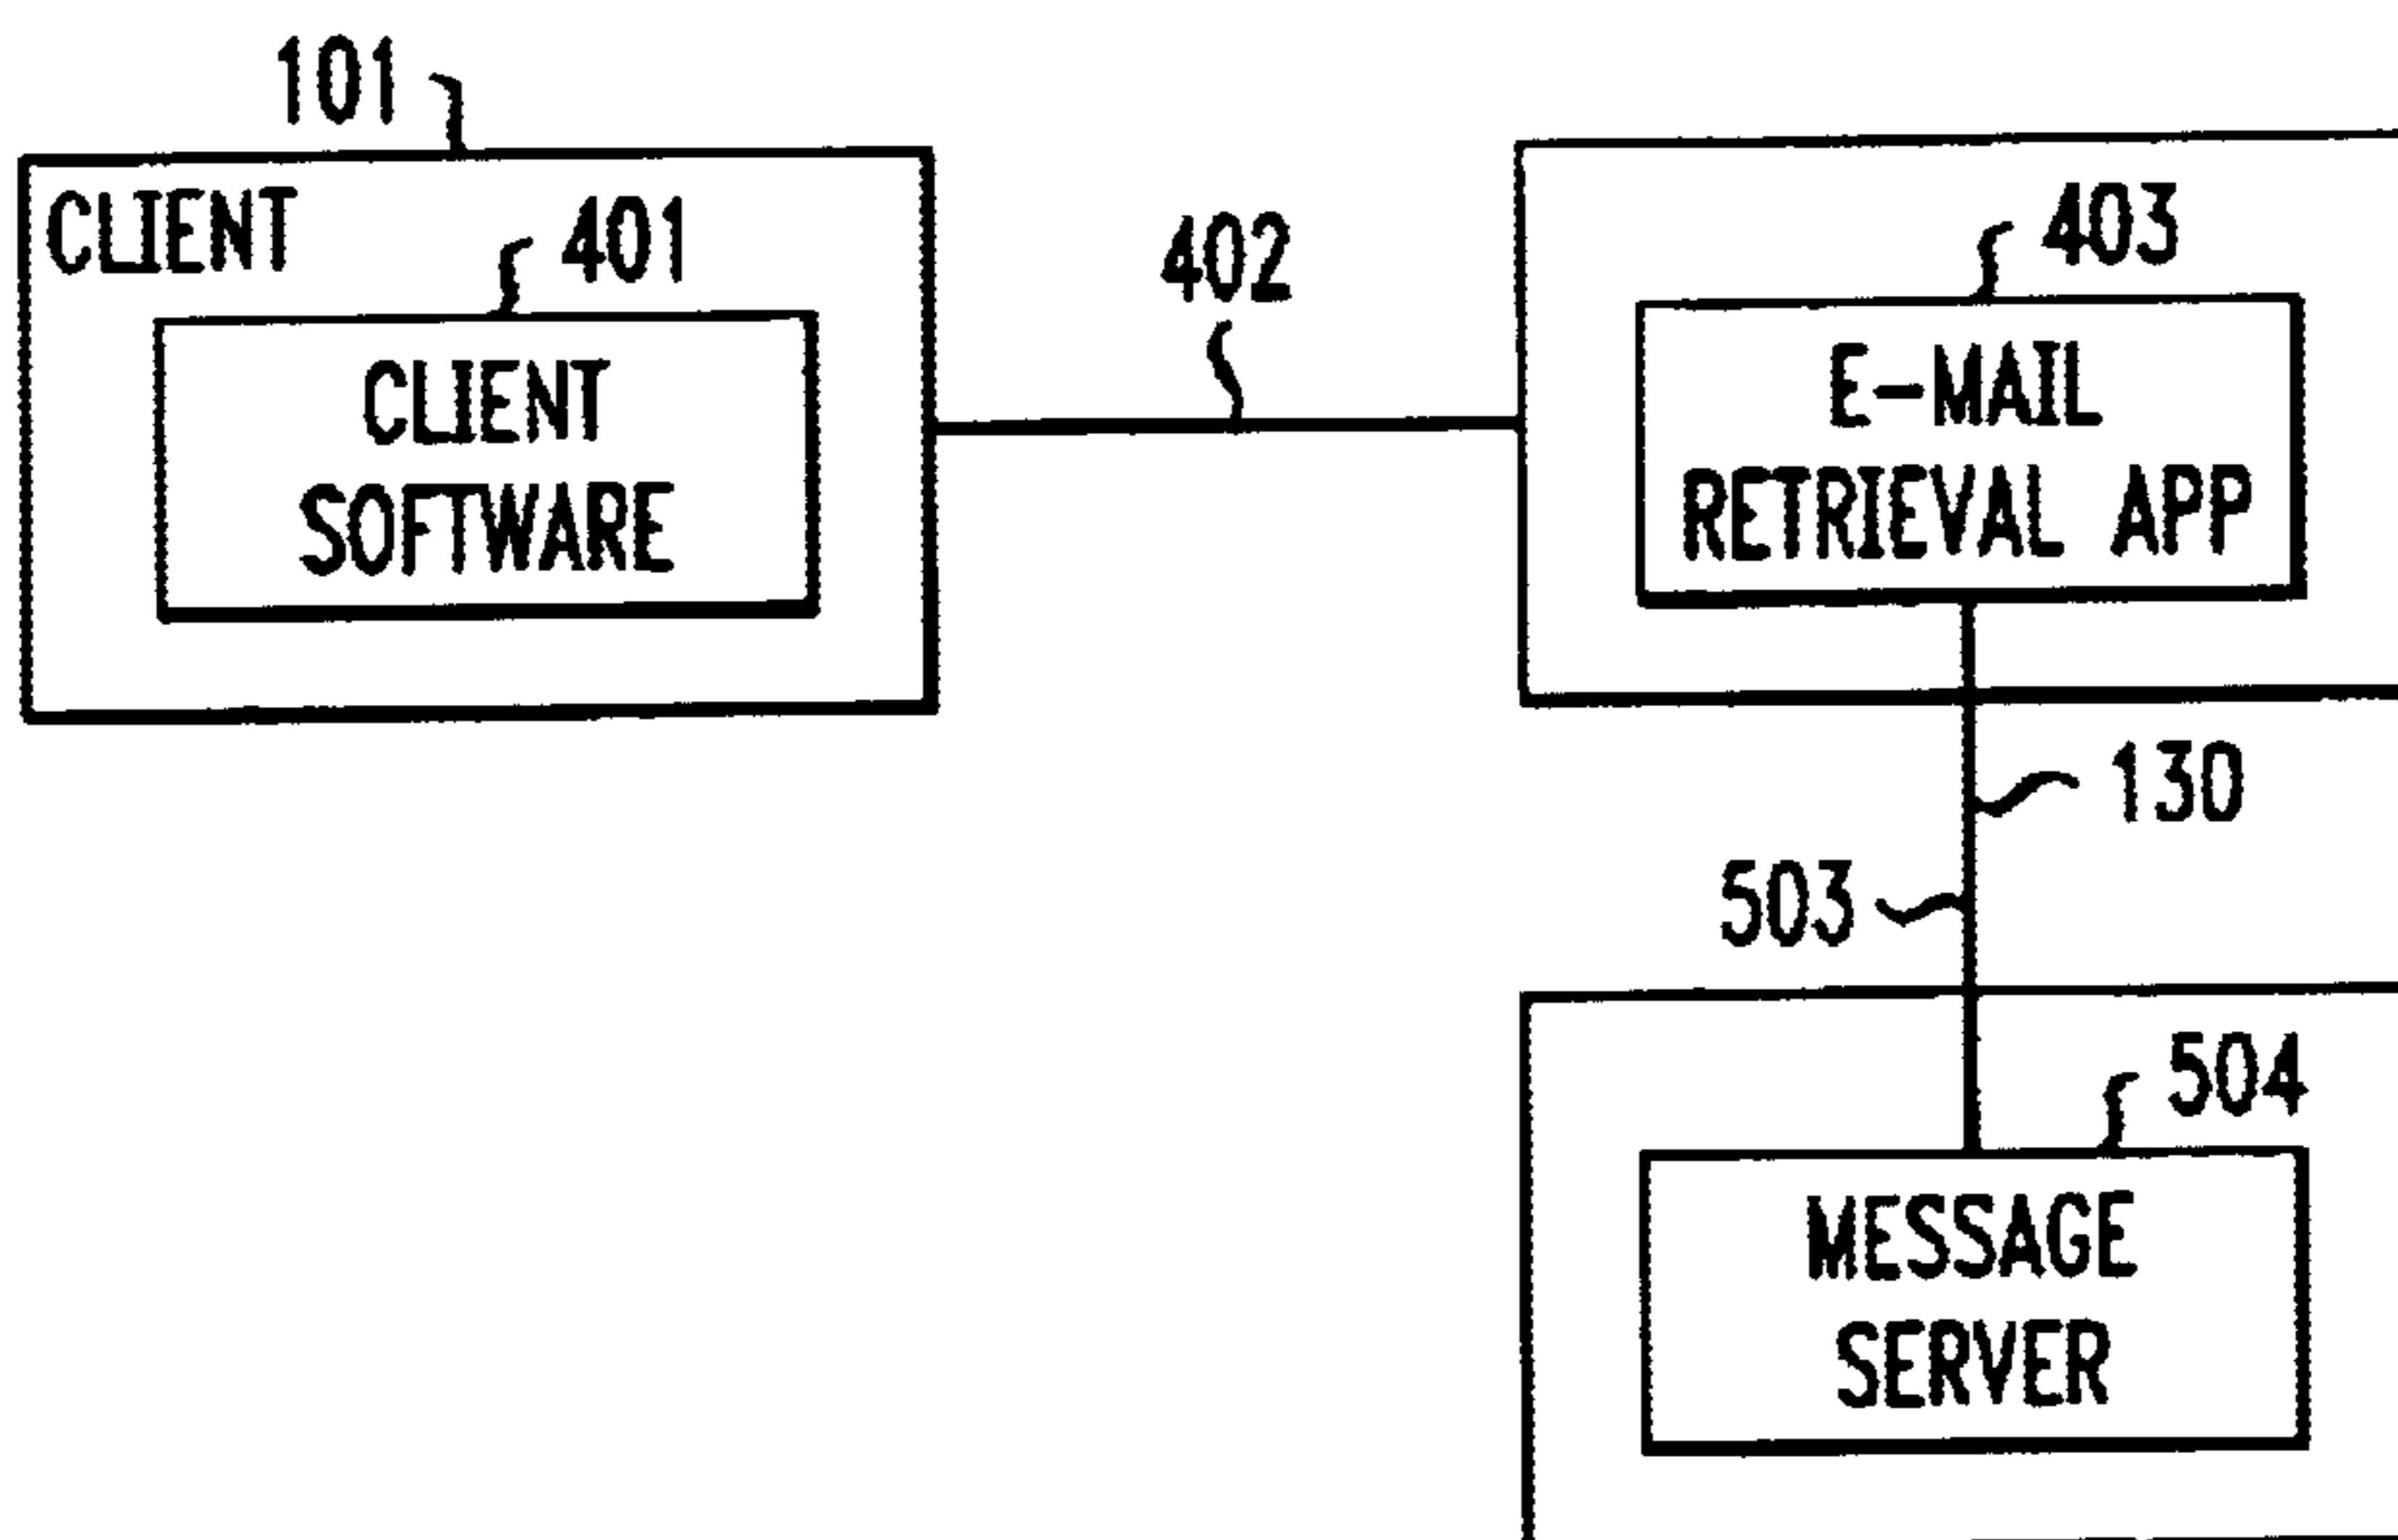 101
CLIENT
401
CLIENT
SOFTWARE
402
403
E-MAIL
RETRIEVAL APP
130
503
504
MESSAGE
SERVER